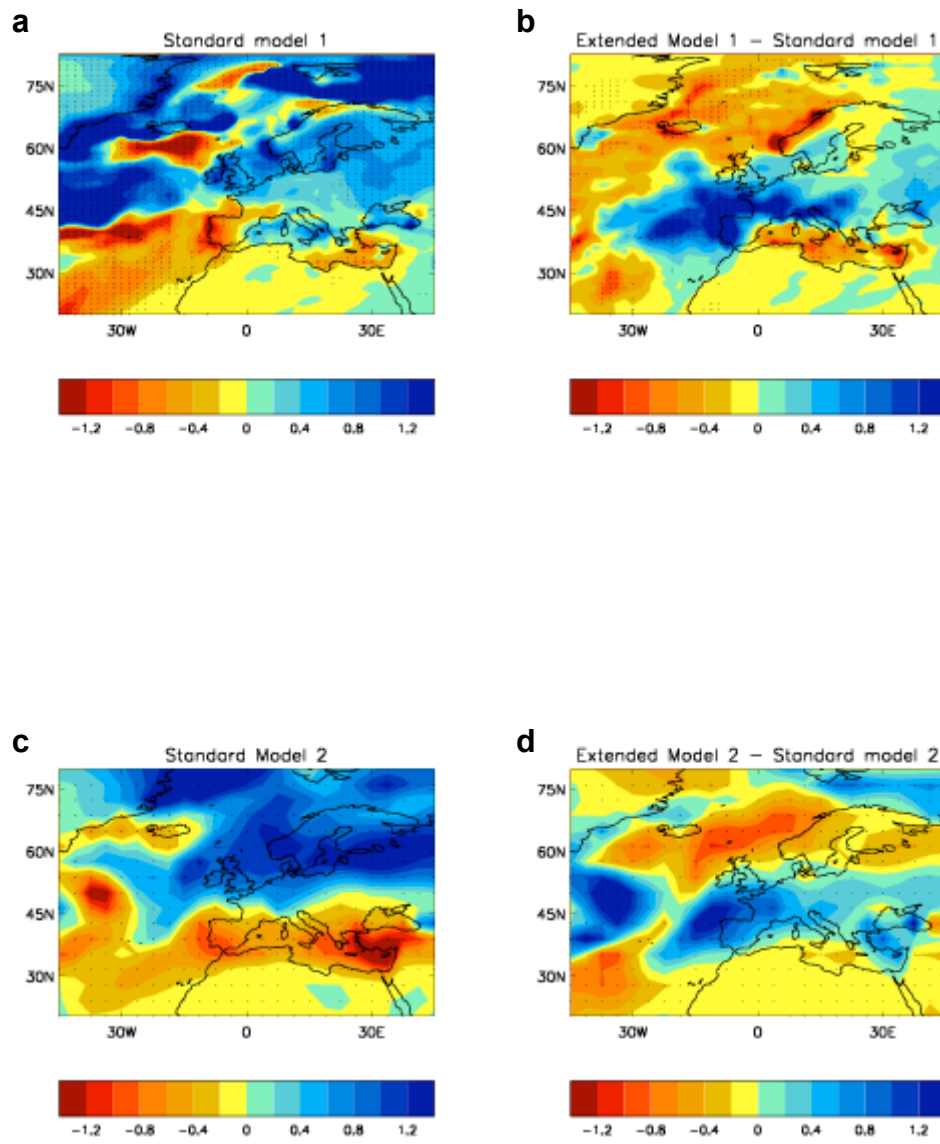 a
Standard model 1
75N
60N
45N
30N
30W 0 30E
-1.2 -0.8 -0.4 0 0.4 0.8 1.2
b
Extended Model 1 - Standard model 1
75N
60N
45N
30N
30W 0 30E
-1.2 -0.8 -0.4 0 0.4 0.8 1.2
c
Standard Model 2
75N
60N
45N
30N
30W 0 30E
-1.2 -0.8 -0.4 0 0.4 0.8 1.2
d
Extended Model 2 - Standard model 2
75N
60N
45N
30N
30W 0 30E
-1.2 -0.8 -0.4 0 0.4 0.8 1.2